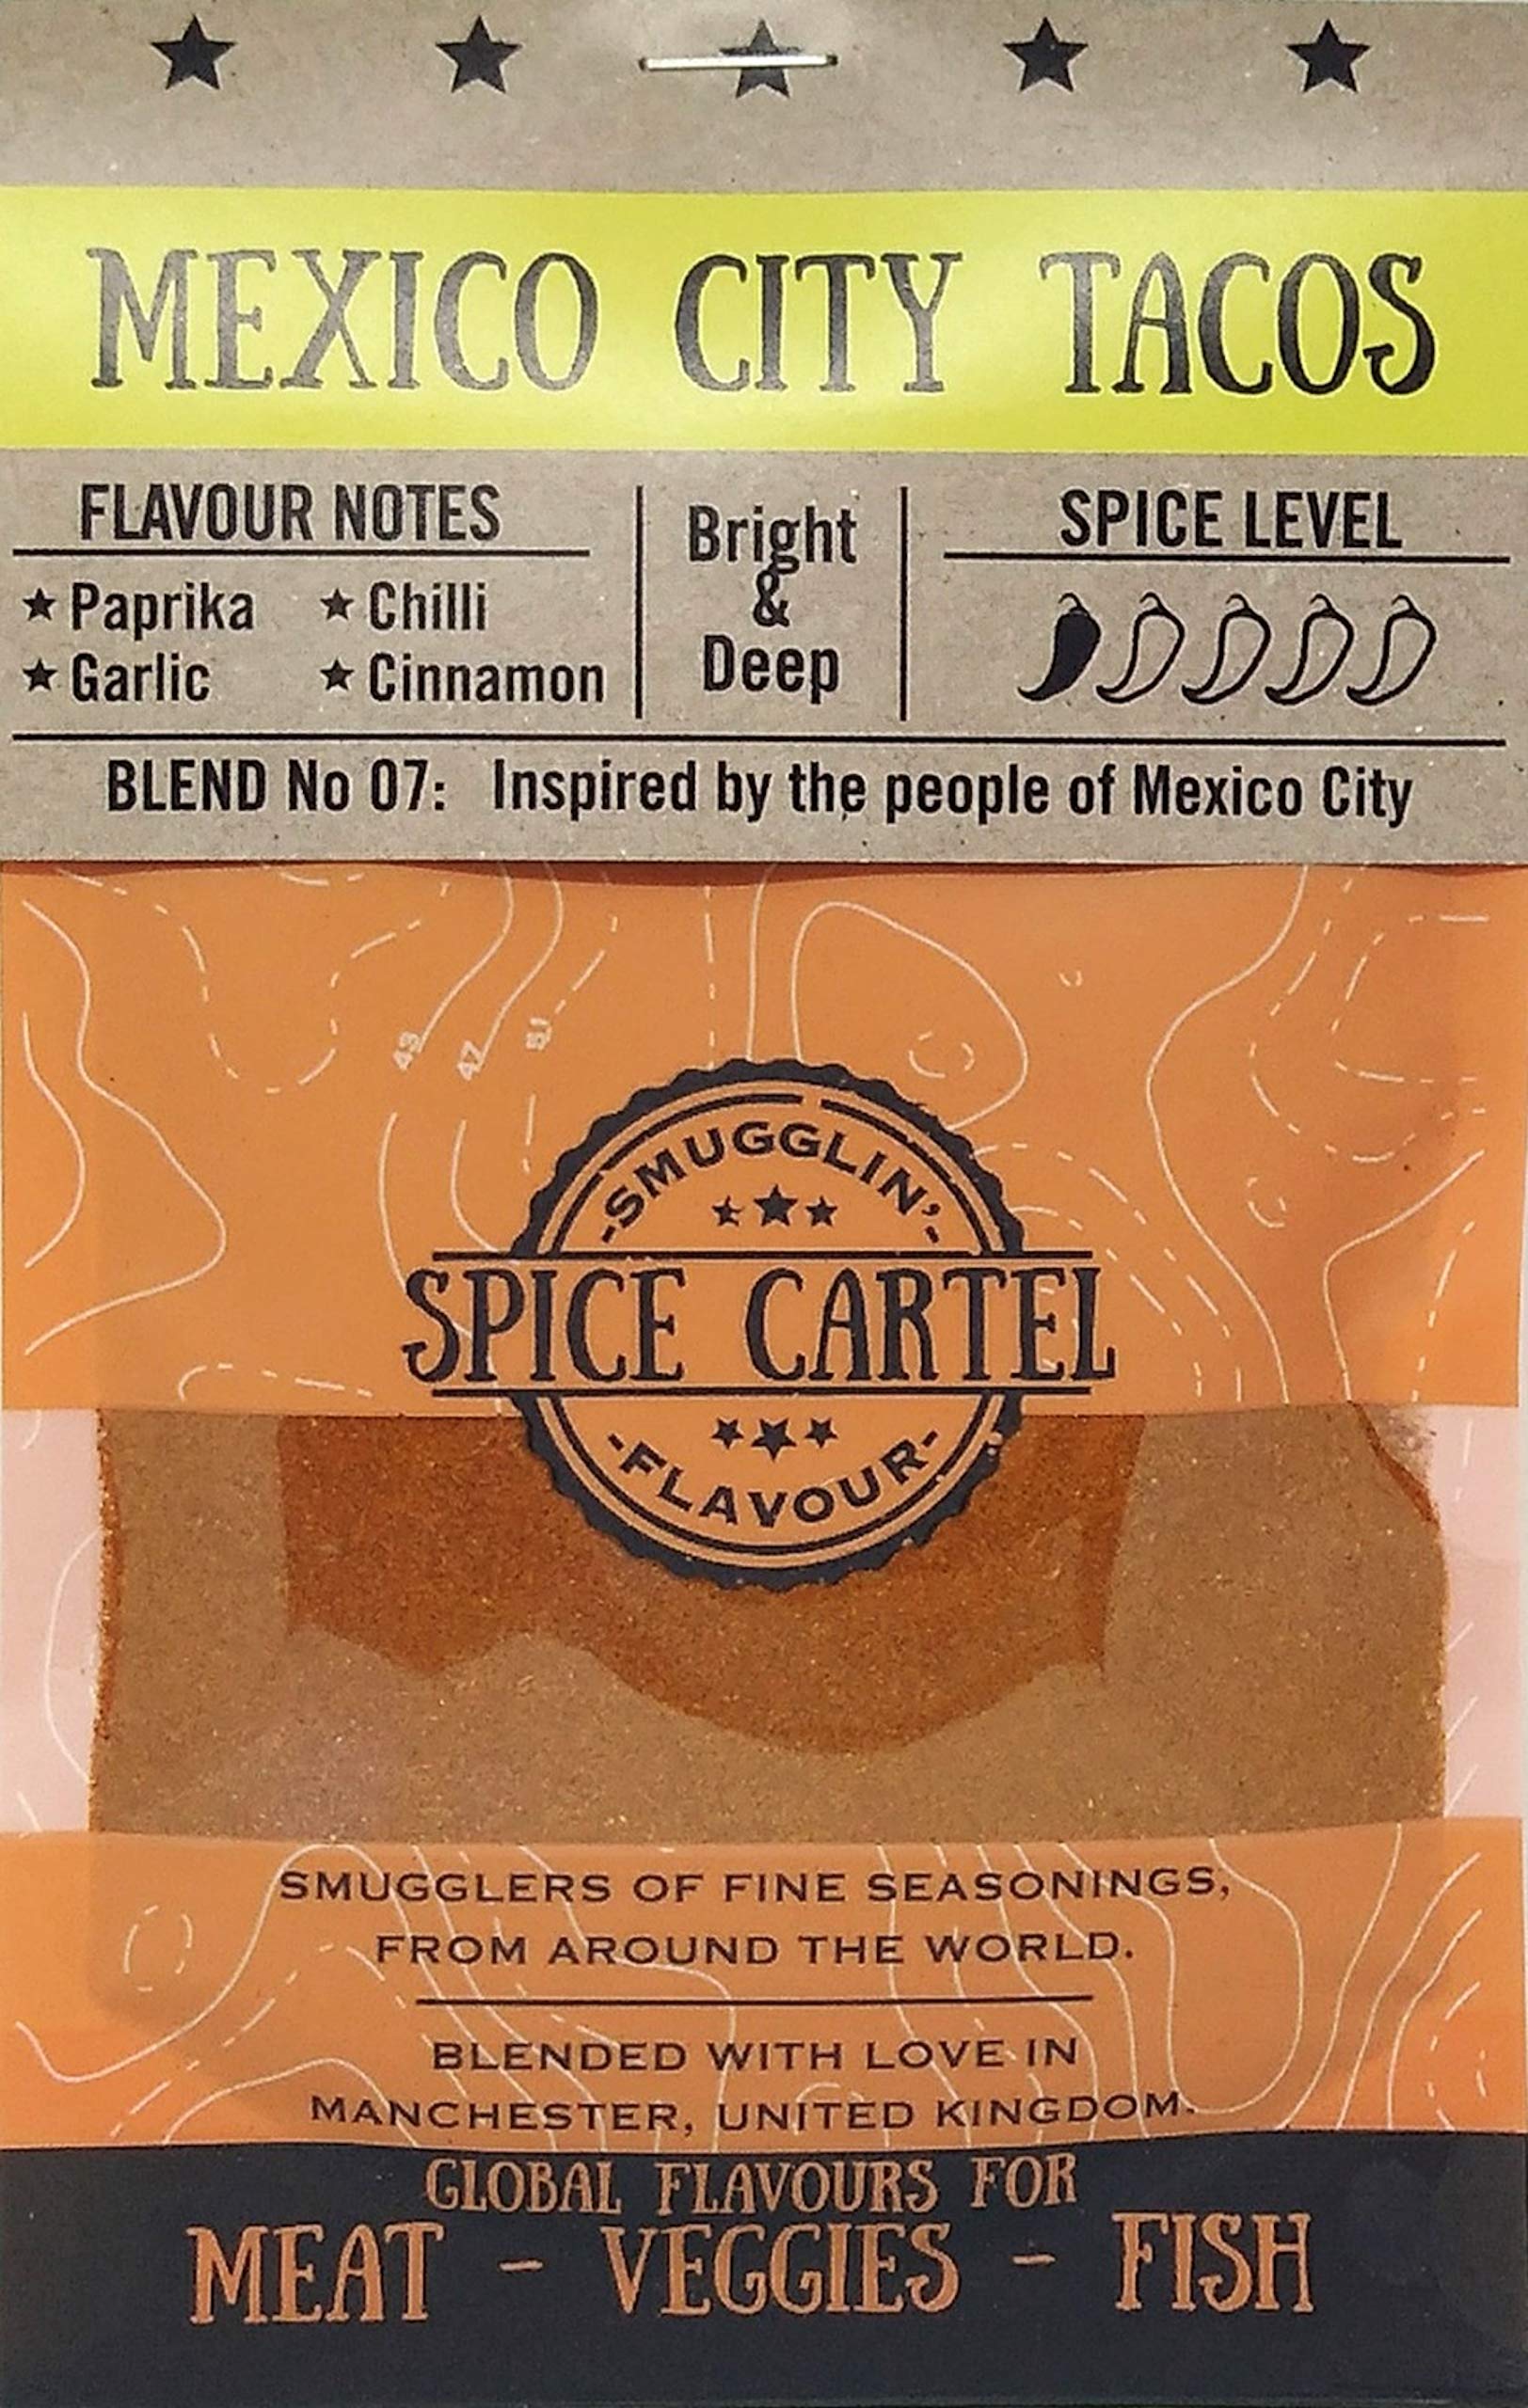 MEXICO CITY TACOS
FLAVOUR NOTES
Paprika
Chilli
Garlic
Cinnamon
Bright
&
Deep
SPICE LEVEL
BLEND No 07: Inspired by the people of Mexico City
43
47
51
-SMUGGLIN'-
SPICE CARTEL
-FLAVOUR-
SMUGGLERS OF FINE SEASONINGS,
FROM AROUND THE WORLD.
BLENDED WITH LOVE IN
MANCHESTER, UNITED KINGDOM.
GLOBAL FLAVOURS FOR
MEAT - VEGGIES - FISH